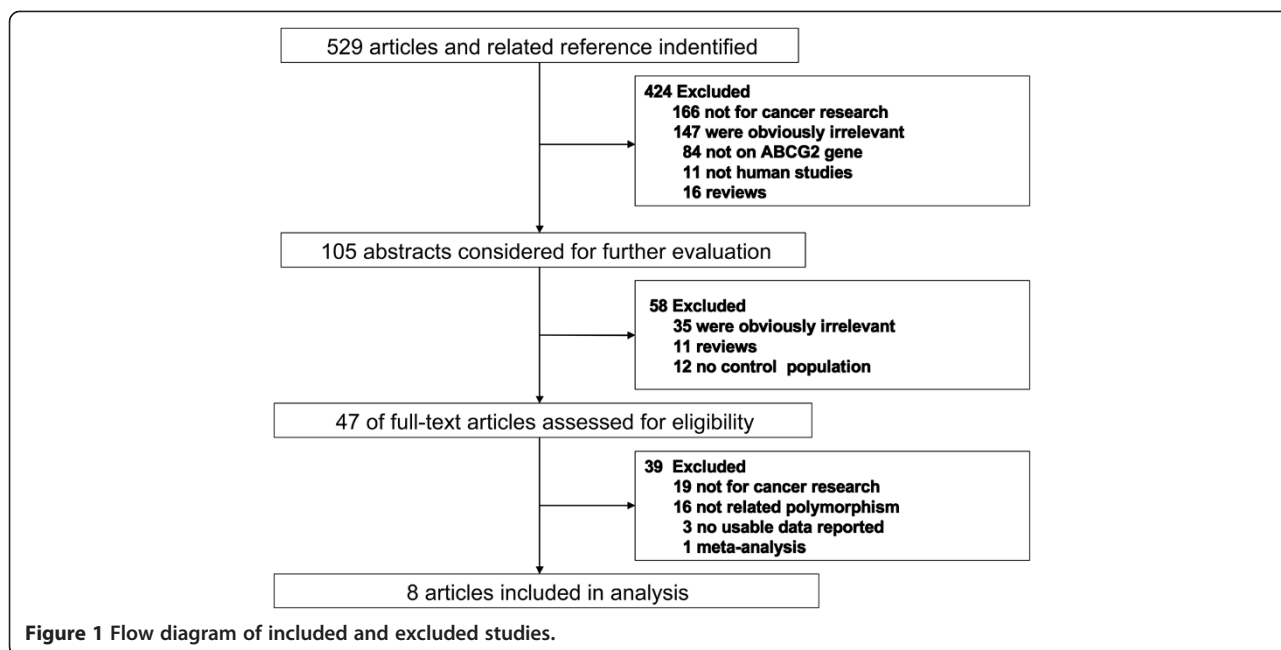 529 articles and related reference indentified
424 Excluded
166 not for cancer research
147 were obviously irrelevant
84 not on ABCG2 gene
11 not human studies
16 reviews
105 abstracts considered for further evaluation
58 Excluded
35 were obviously irrelevant
11 reviews
12 no control population
47 of full-text articles assessed for eligibility
39 Excluded
19 not for cancer research
16 not related polymorphism
3 no usable data reported
1 meta-analysis
8 articles included in analysis
Figure 1 Flow diagram of included and excluded studies.